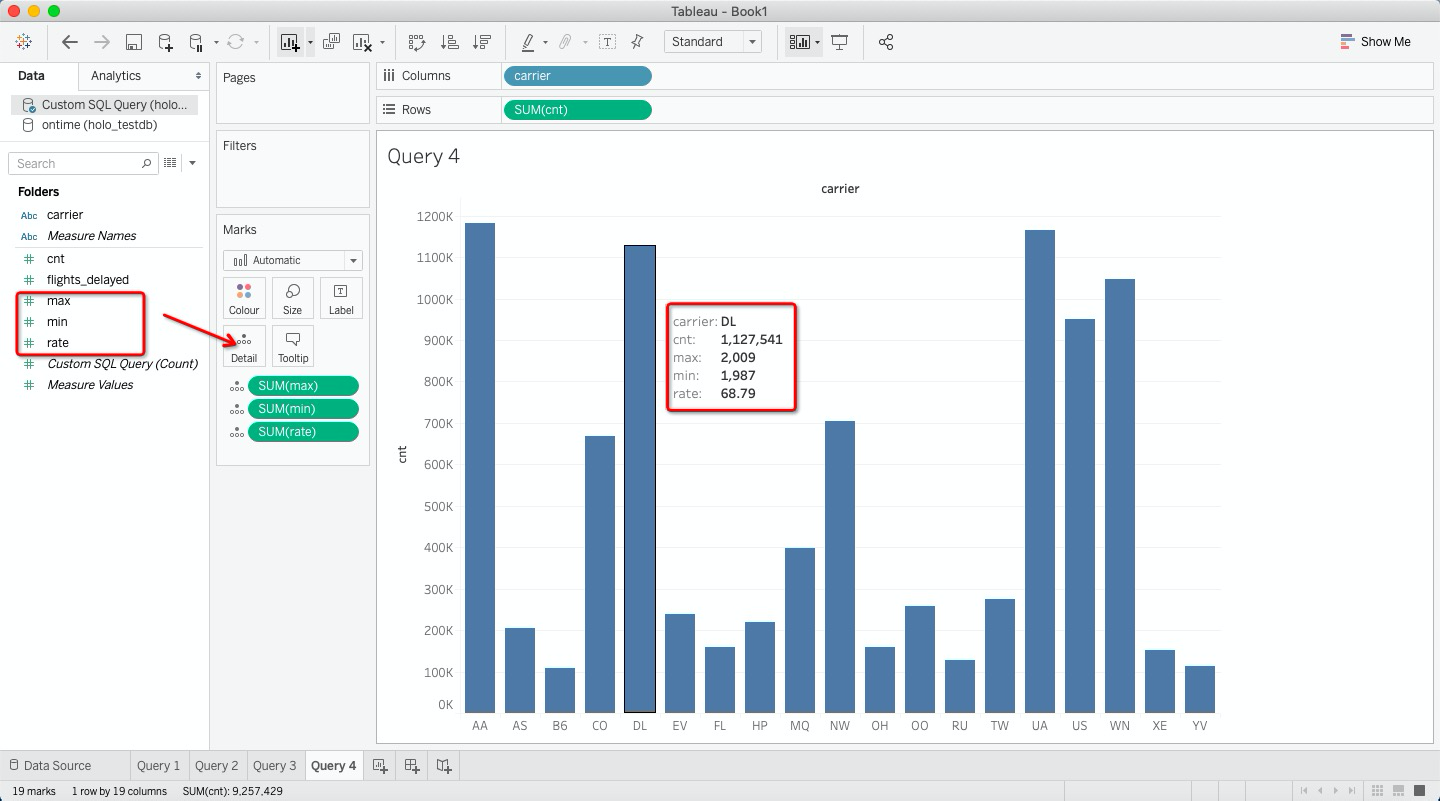 Tableau - Book1
Standard
Show Me
Data
Analytics
Custom SQL Query (holo...
ontime (holo_testdb)
Search
Folders
Abc carrier
Abc Measure Names
# cnt
# flights_delayed
# max
# min
# rate
# Custom SQL Query (Count)
# Measure Values
Pages
Filters
Marks
Automatic
Colour Size Label
Detail Tooltip
SUM(max)
SUM(min)
SUM(rate)
Columns carrier
Rows SUM(cnt)
Query 4
carrier
1200K
1100K
1000K
900K
800K
700K
600K
500K
400K
300K
200K
100K
0K
cnt
carrier: DL
cnt: 1,127,541
max: 2,009
min: 1,987
rate: 68.79
AA AS B6 CO DL EV FL HP MQ NW OH OO RU TW UA US WN XE YV
Data Source Query 1 Query 2 Query 3 Query 4
19 marks 1 row by 19 columns SUM(cnt): 9,257,429